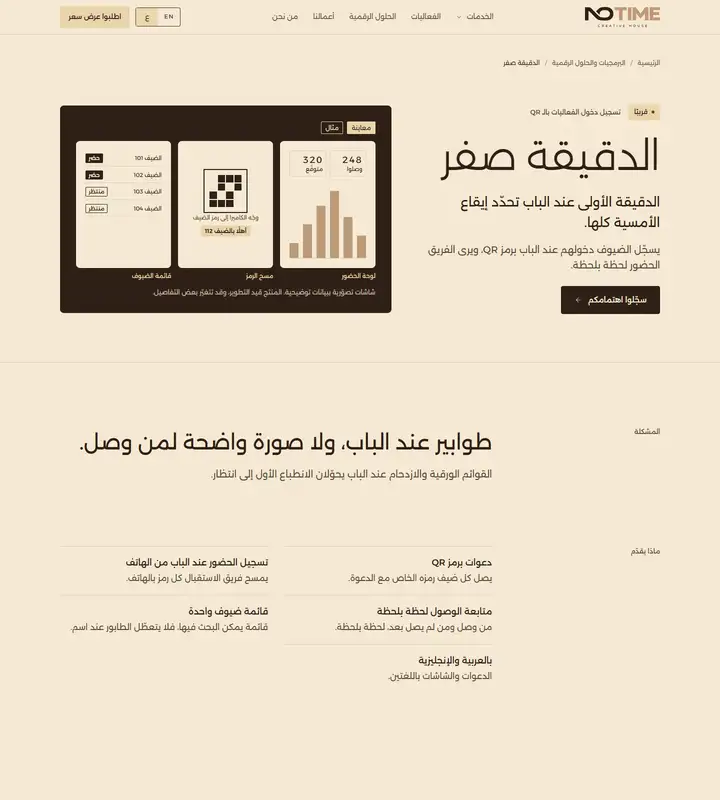 NOTIME
CREATIVE HOUSE
الخدمات
الفعاليات
الحلول الرقمية
أعمالنا
من نحن
EN
ع
اطلبوا عرض سعر
الرئيسية / البرمجيات والحلول الرقمية / الدقيقة صفر
قريبًا
تسجيل دخول الفعاليات بالـ QR
الدقيقة صفر
الدقيقة الأولى عند الباب تحدّد إيقاع
الأمسية كلها.
يسجّل الضيوف دخولهم عند الباب برمز QR، ويرى الفريق
الحضور لحظة بلحظة.
سجّلوا اهتمامكم ←
معاينة
مثال
248
وصلوا
320
متوقع
لوحة الحضور
وجّه الكاميرا إلى رمز الضيف
أهلًا بالضيف 112
مسح الرمز
الضيف 101 حضر
الضيف 102 حضر
الضيف 103 منتظر
الضيف 104 منتظر
قائمة الضيوف
شاشات تصوّرية ببيانات توضيحية. المنتج قيد التطوير، وقد تتغيّر بعض التفاصيل.
المشكلة
طوابير عند الباب، ولا صورة واضحة لمن وصل.
القوائم الورقية والازدحام عند الباب يحوّلان الانطباع الأول إلى انتظار.
ماذا يقدّم
دعوات برمز QR
يصل كل ضيف رمزه الخاص مع الدعوة.
تسجيل الحضور عند الباب من الهاتف
يمسح فريق الاستقبال كل رمز بالهاتف.
متابعة الوصول لحظة بلحظة
من وصل ومن لم يصل بعد، لحظة بلحظة.
قائمة ضيوف واحدة
قائمة يمكن البحث فيها، فلا يتعطّل الطابور عند اسم.
بالعربية والإنجليزية
الدعوات والشاشات باللغتين.